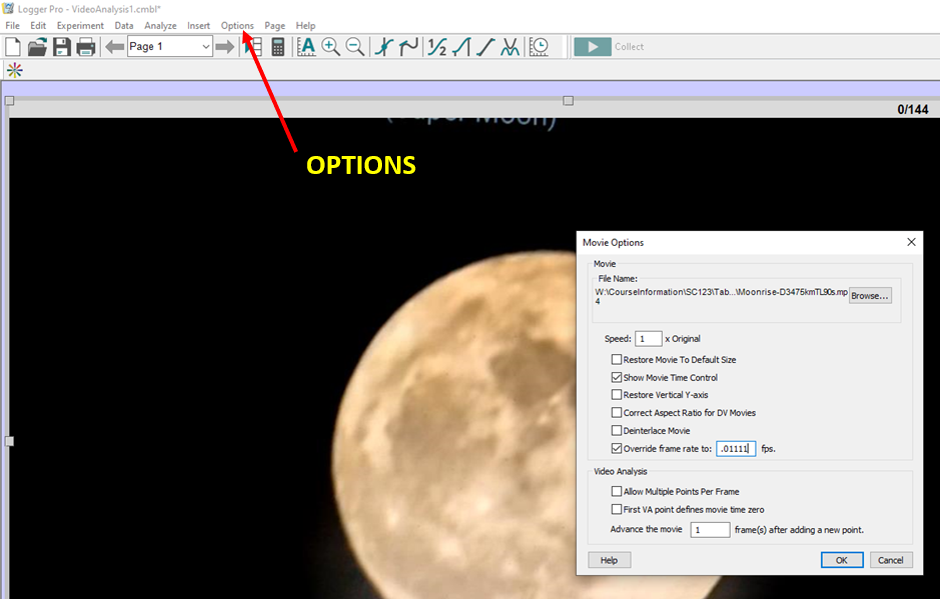 Logger Pro - VideoAnalysis1.cmbl*
File Edit Experiment Data Analyze Insert Options Page Help
Page 1
Collect
0/144
(Super Moon)
OPTIONS
Movie Options
Movie
File Name:
W:\CourseInformation\SC123\Tab...\Moonrise-D3475kmTL90s.mp
4
Browse...
Speed: 1 x Original
Restore Movie To Default Size
Show Movie Time Control
Restore Vertical Y-axis
Correct Aspect Ratio for DV Movies
Deinterlace Movie
Override frame rate to: .01111 fps.
Video Analysis
Allow Multiple Points Per Frame
First VA point defines movie time zero
Advance the movie 1 frame(s) after adding a new point.
Help OK Cancel